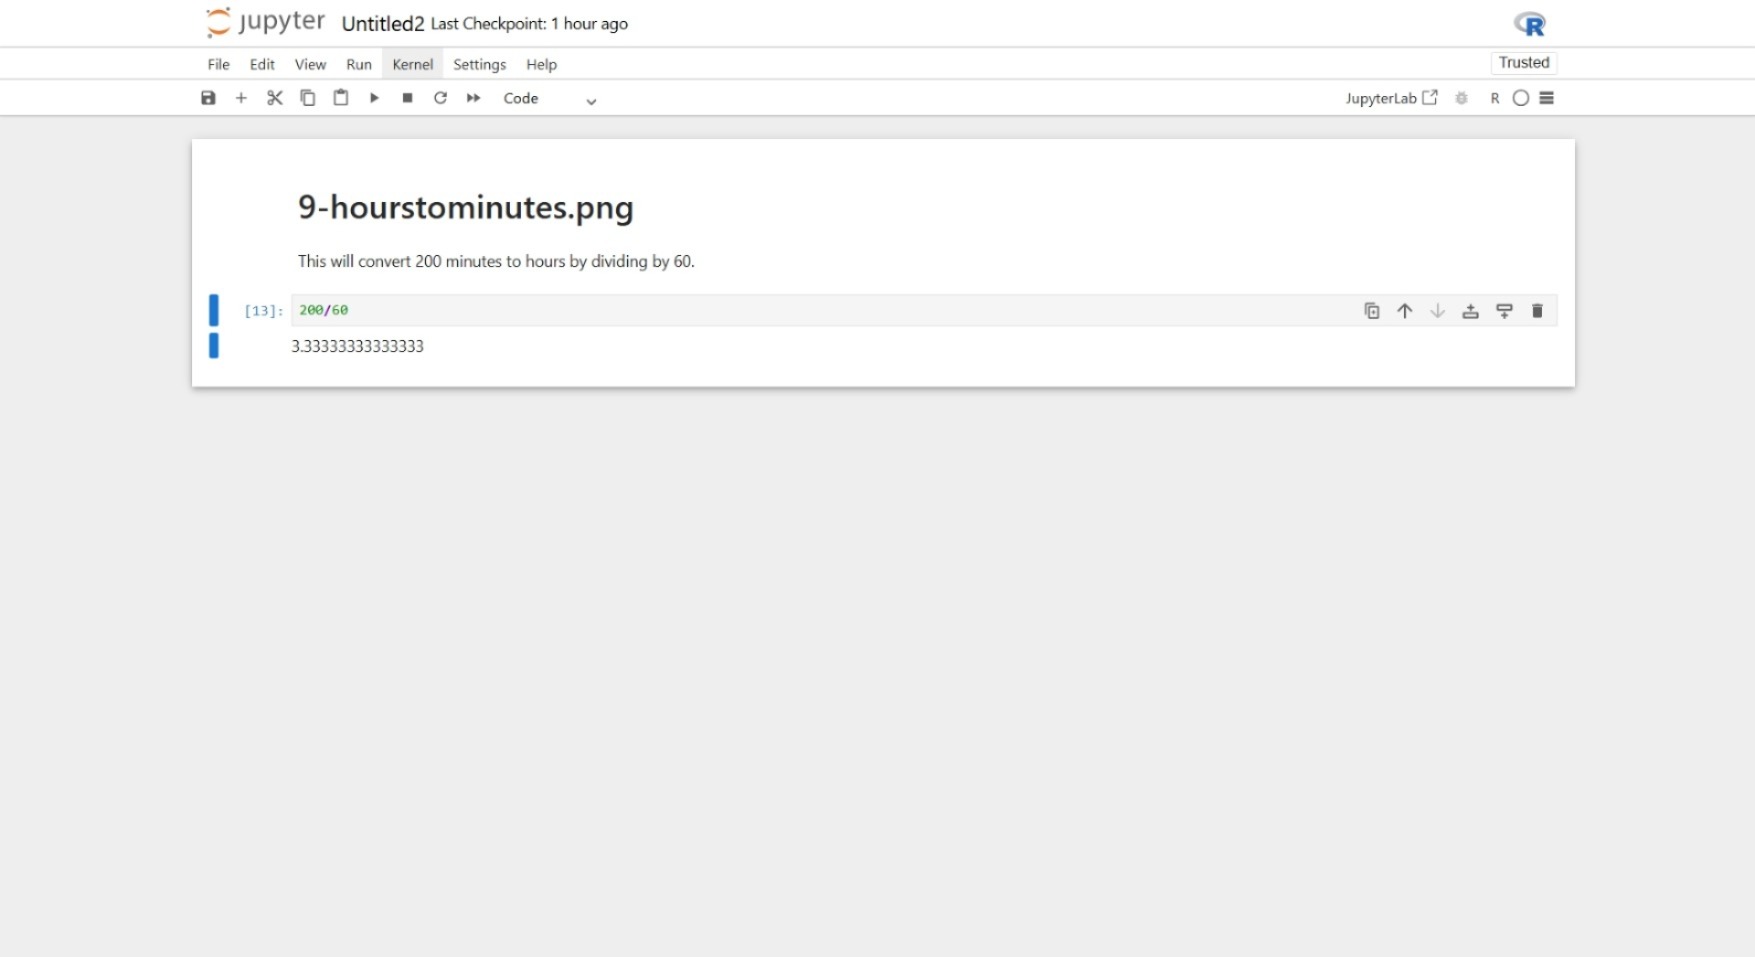 jupyter Untitled2 Last Checkpoint: 1 hour ago
R
File Edit View Run Kernel Settings Help
Trusted
Code
JupyterLab R
9-hourstominutes.png
This will convert 200 minutes to hours by dividing by 60.
[13]: 200/60
3.33333333333333